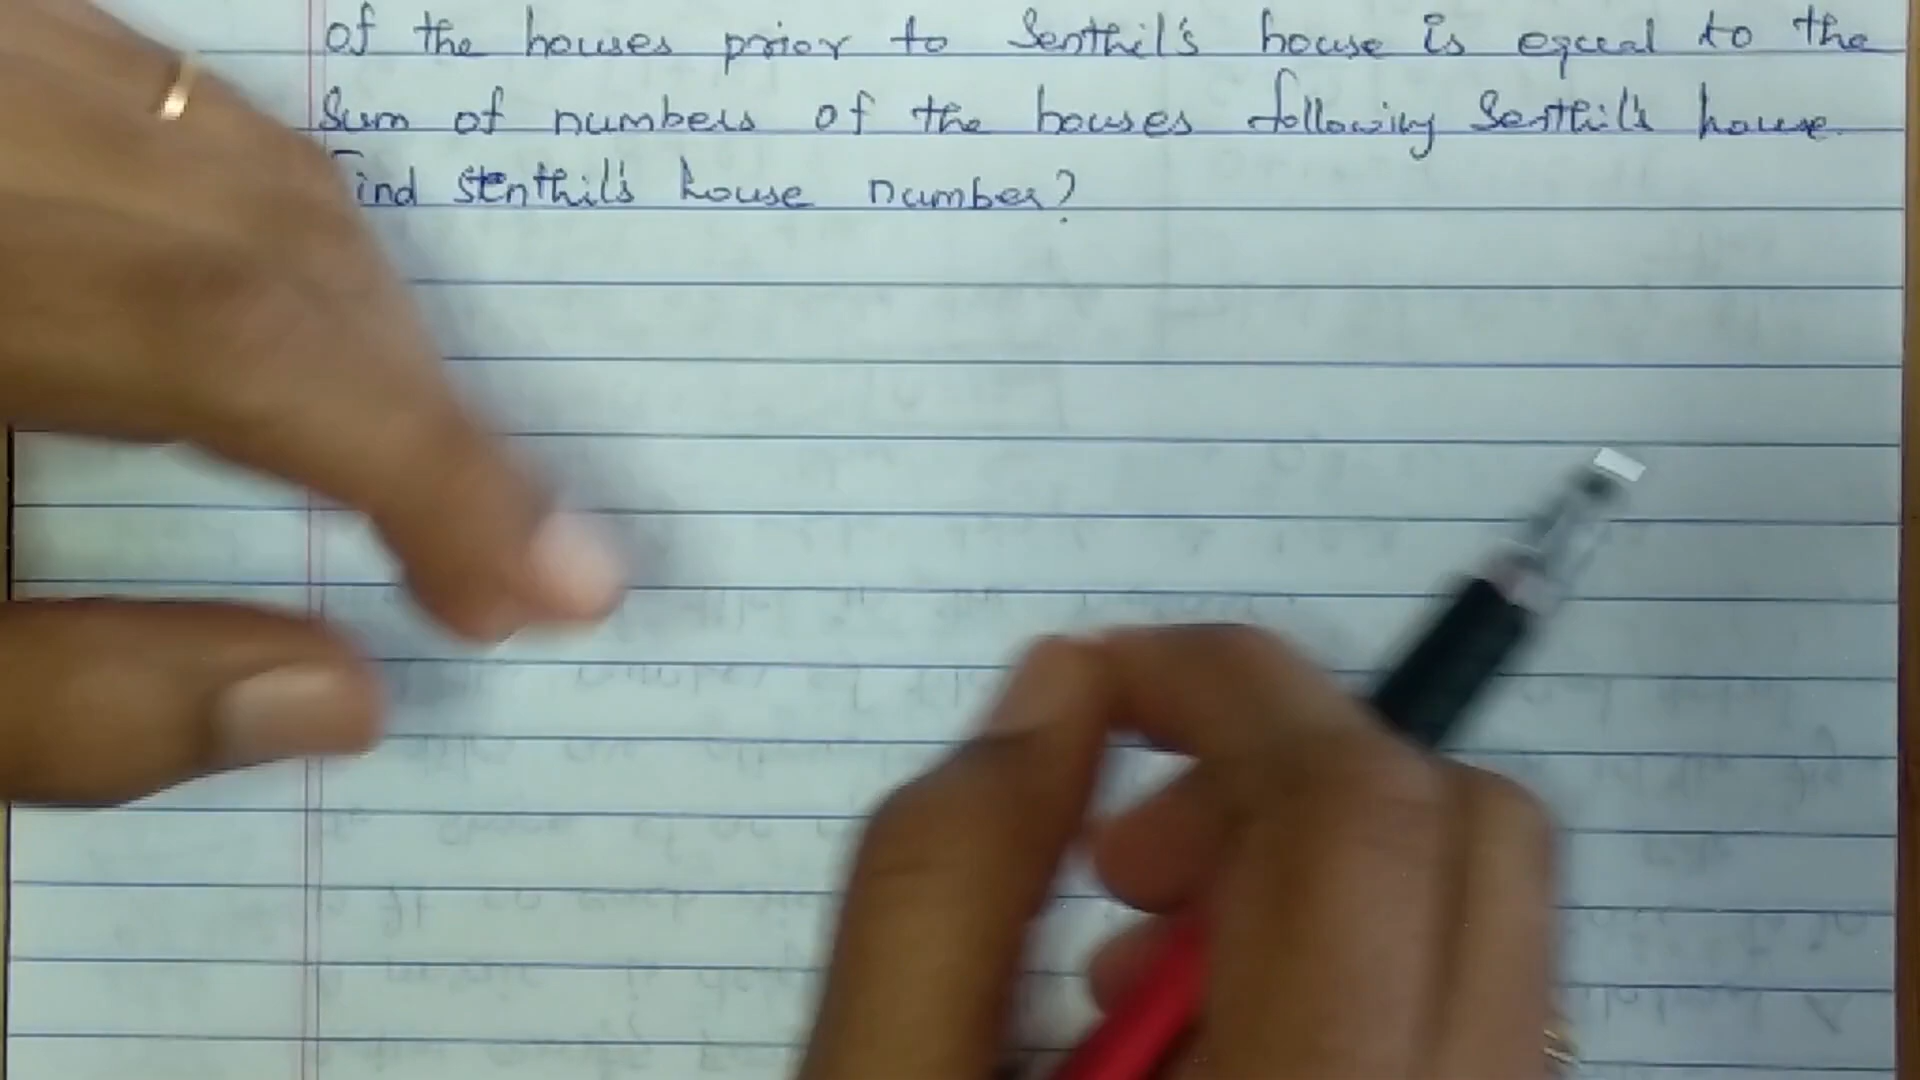 of the houses prior to Senthil's house is equal to the
Sum of numbers of the houses following Senthil's house.
Find Senthil's house number?